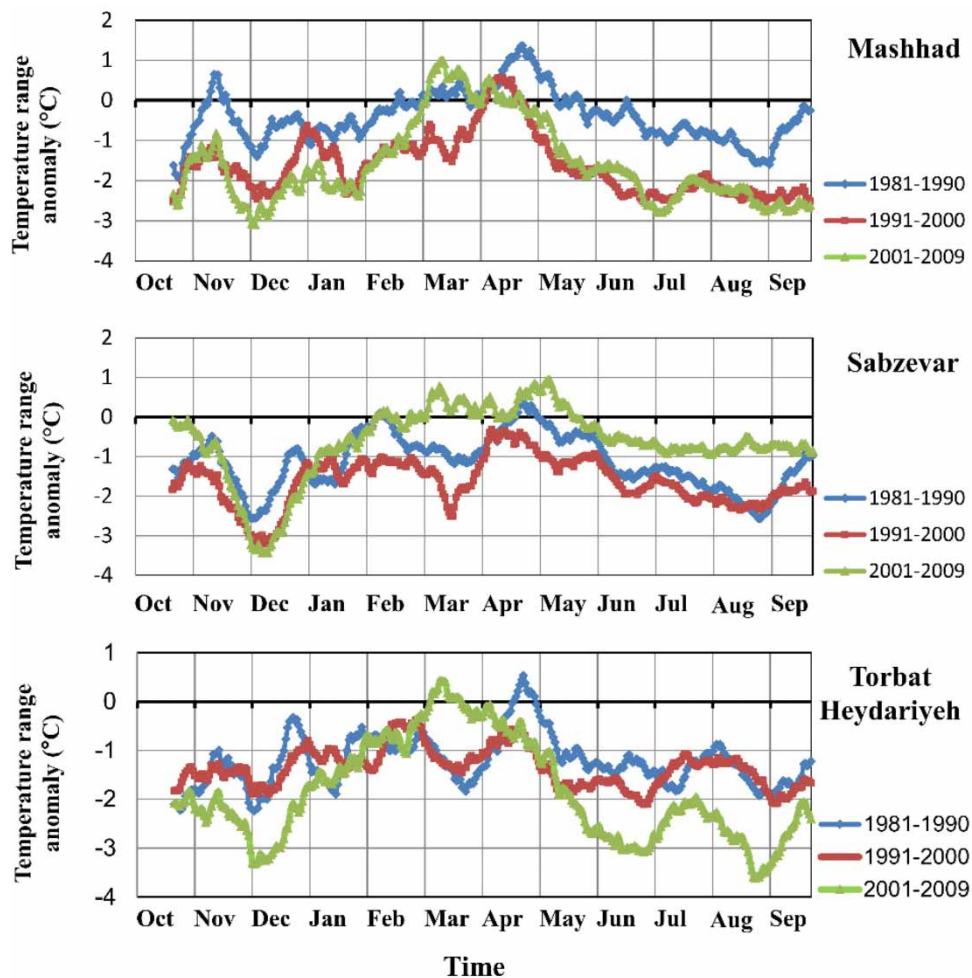 Mashhad
Temperature range
anomaly (°C)
2
1
0
-1
-2
-3
-4
Oct Nov Dec Jan Feb Mar Apr May Jun Jul Aug Sep
1981-1990
1991-2000
2001-2009
Sabzevar
Temperature range
anomaly (°C)
2
1
0
-1
-2
-3
-4
Oct Nov Dec Jan Feb Mar Apr May Jun Jul Aug Sep
1981-1990
1991-2000
2001-2009
Torbat
Heydariyeh
Temperature range
anomaly (°C)
1
0
-1
-2
-3
-4
Oct Nov Dec Jan Feb Mar Apr May Jun Jul Aug Sep
1981-1990
1991-2000
2001-2009
Time